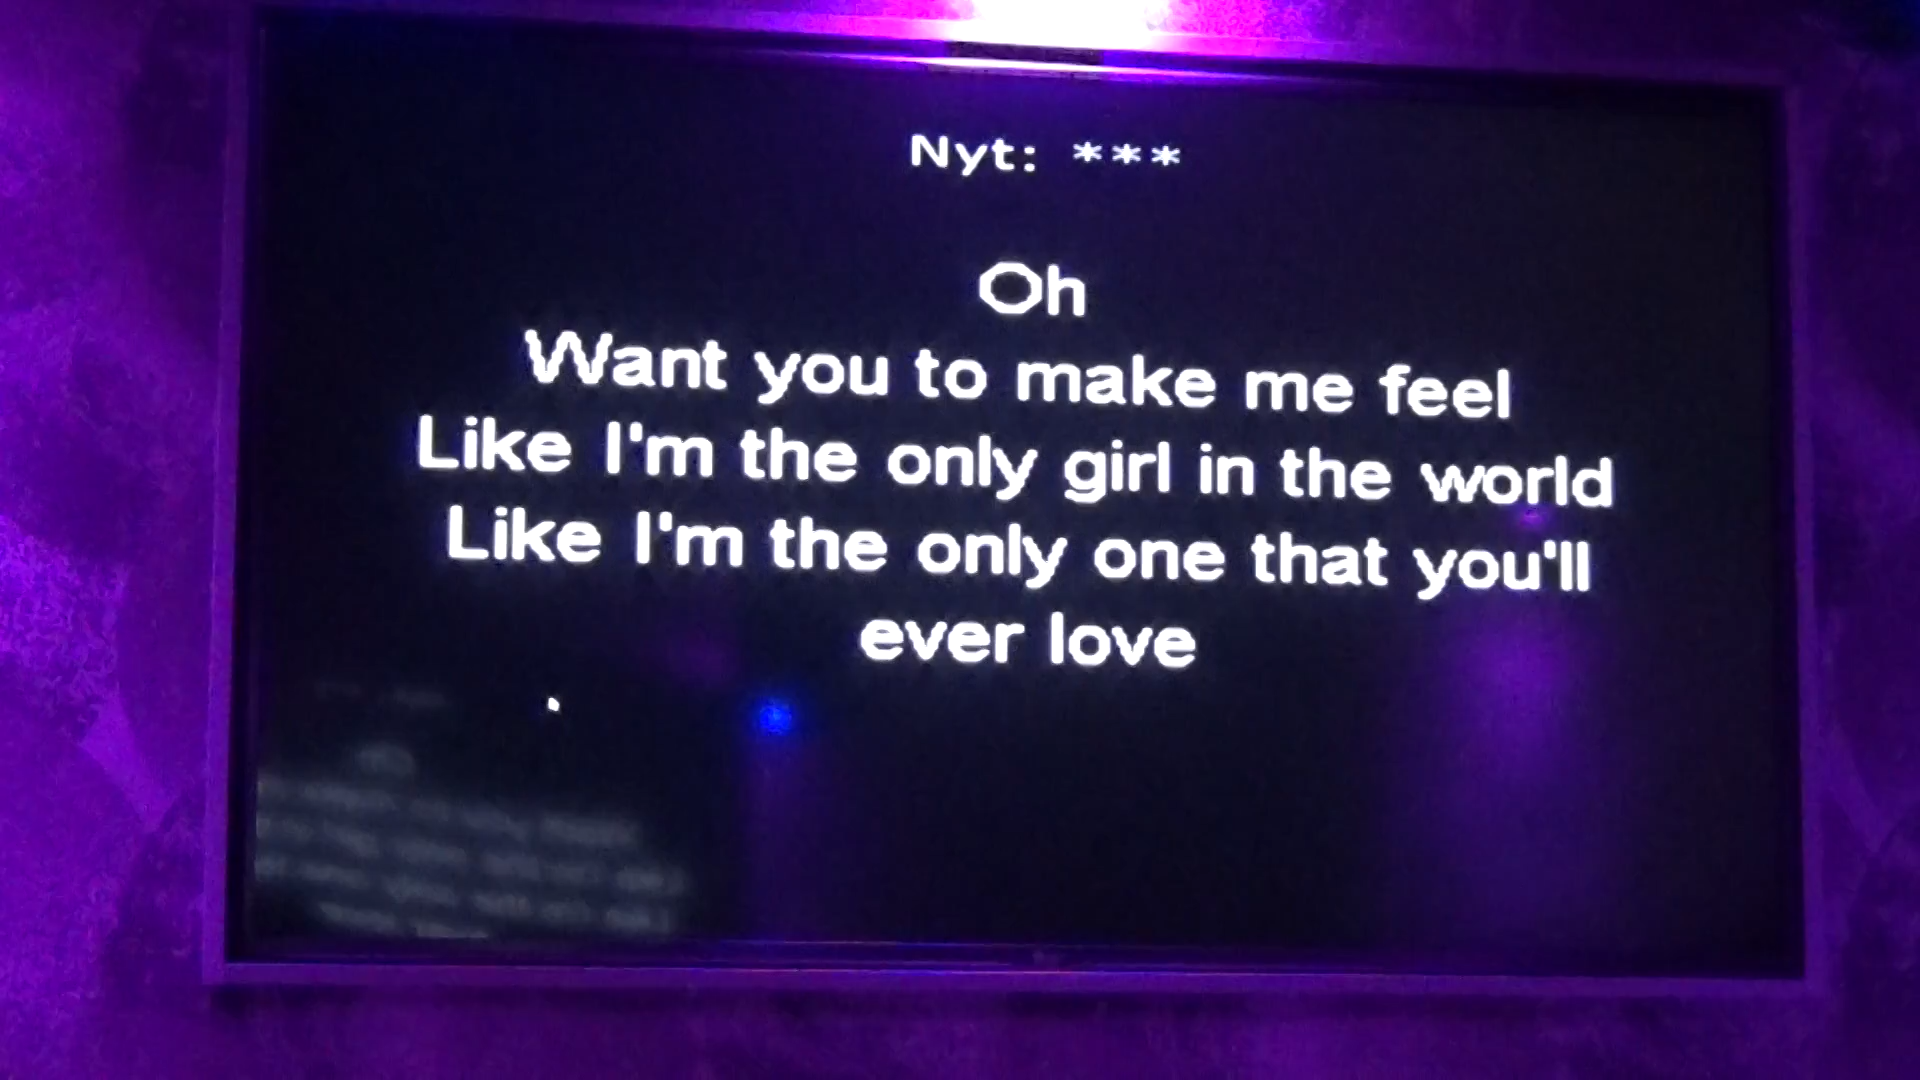 Nyt: ***
Oh
Want you to make me feel
Like I'm the only girl in the world
Like I'm the only one that you'll
ever love